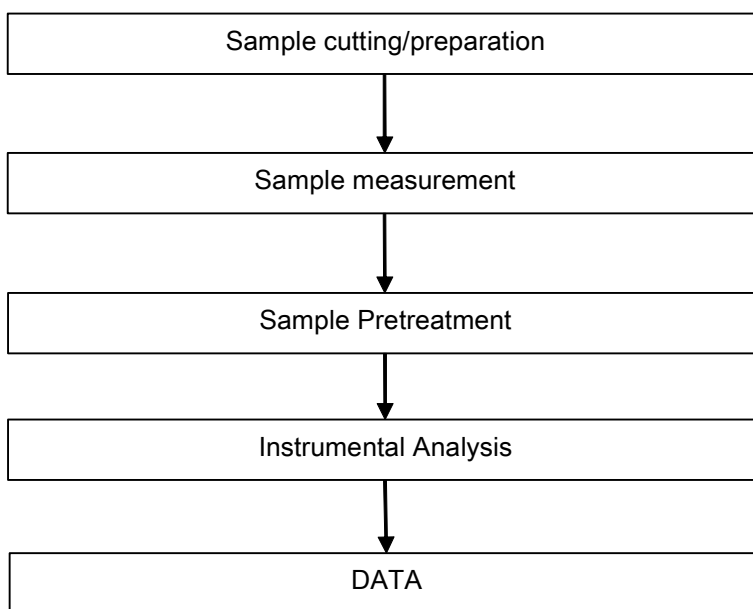 Sample cutting/preparation
Sample measurement
Sample Pretreatment
Instrumental Analysis
DATA